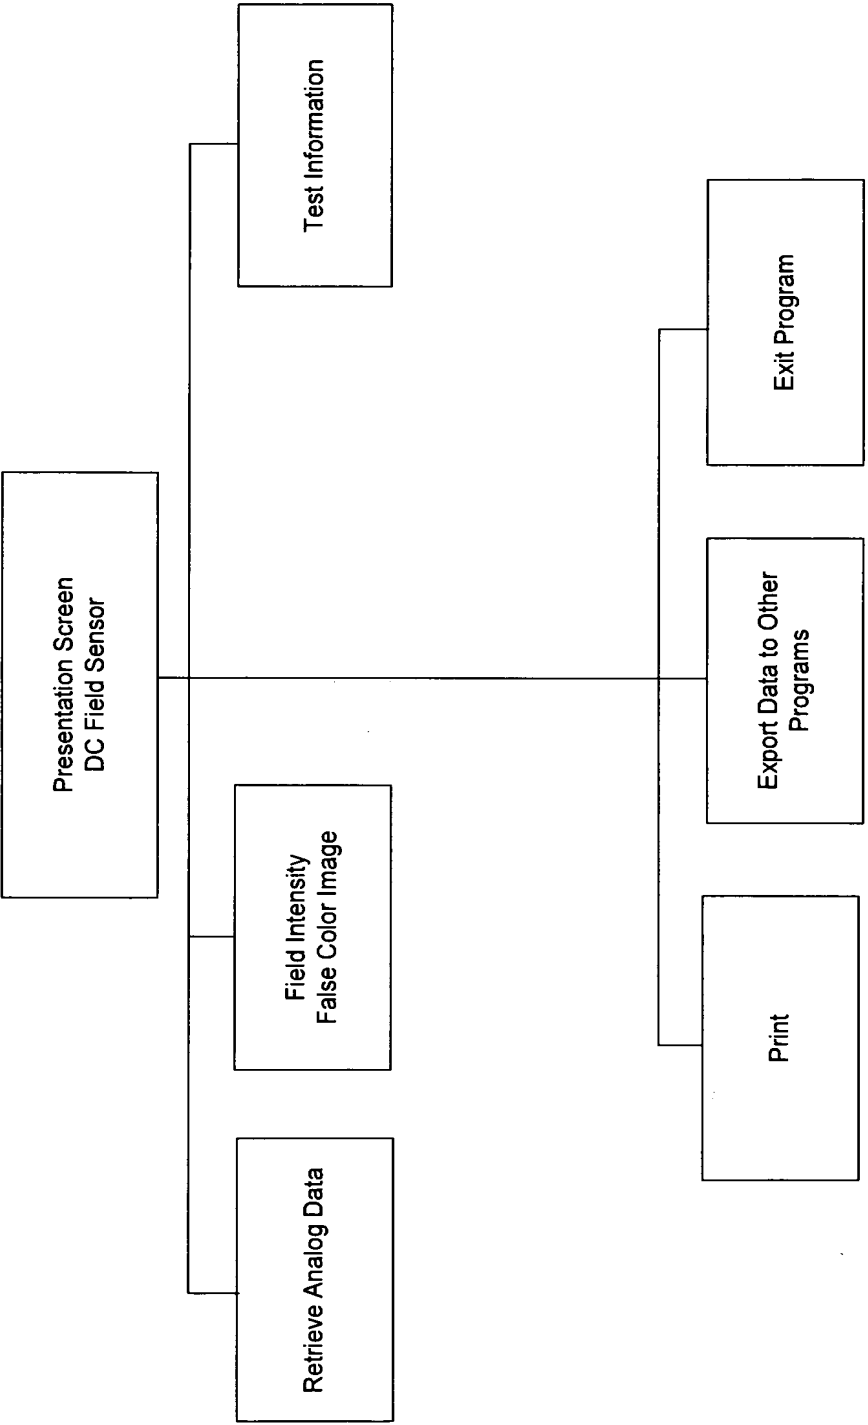 Presentation Screen
DC Field Sensor
Retrieve Analog Data
Field Intensity
False Color Image
Test Information
Print
Export Data to Other
Programs
Exit Program